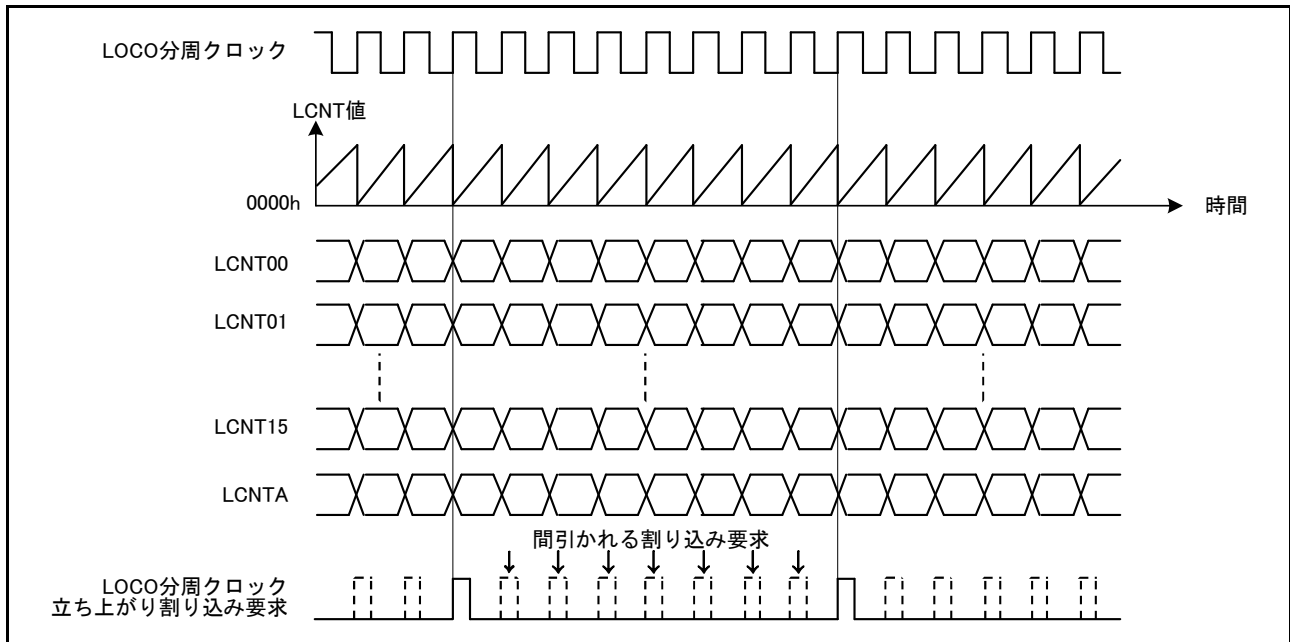 LOCO分周クロック
LCNT値
0000h
時間
LCNT00
LCNT01
LCNT15
LCNTA
間引かれる割り込み要求
LOCO分周クロック
立ち上がり割り込み要求